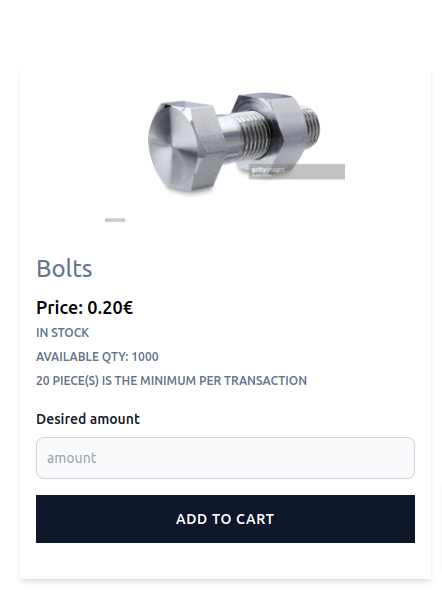 gettyimages
Bolts
Price: 0.20€
IN STOCK
AVAILABLE QTY: 1000
20 PIECE(S) IS THE MINIMUM PER TRANSACTION
Desired amount
amount
ADD TO CART